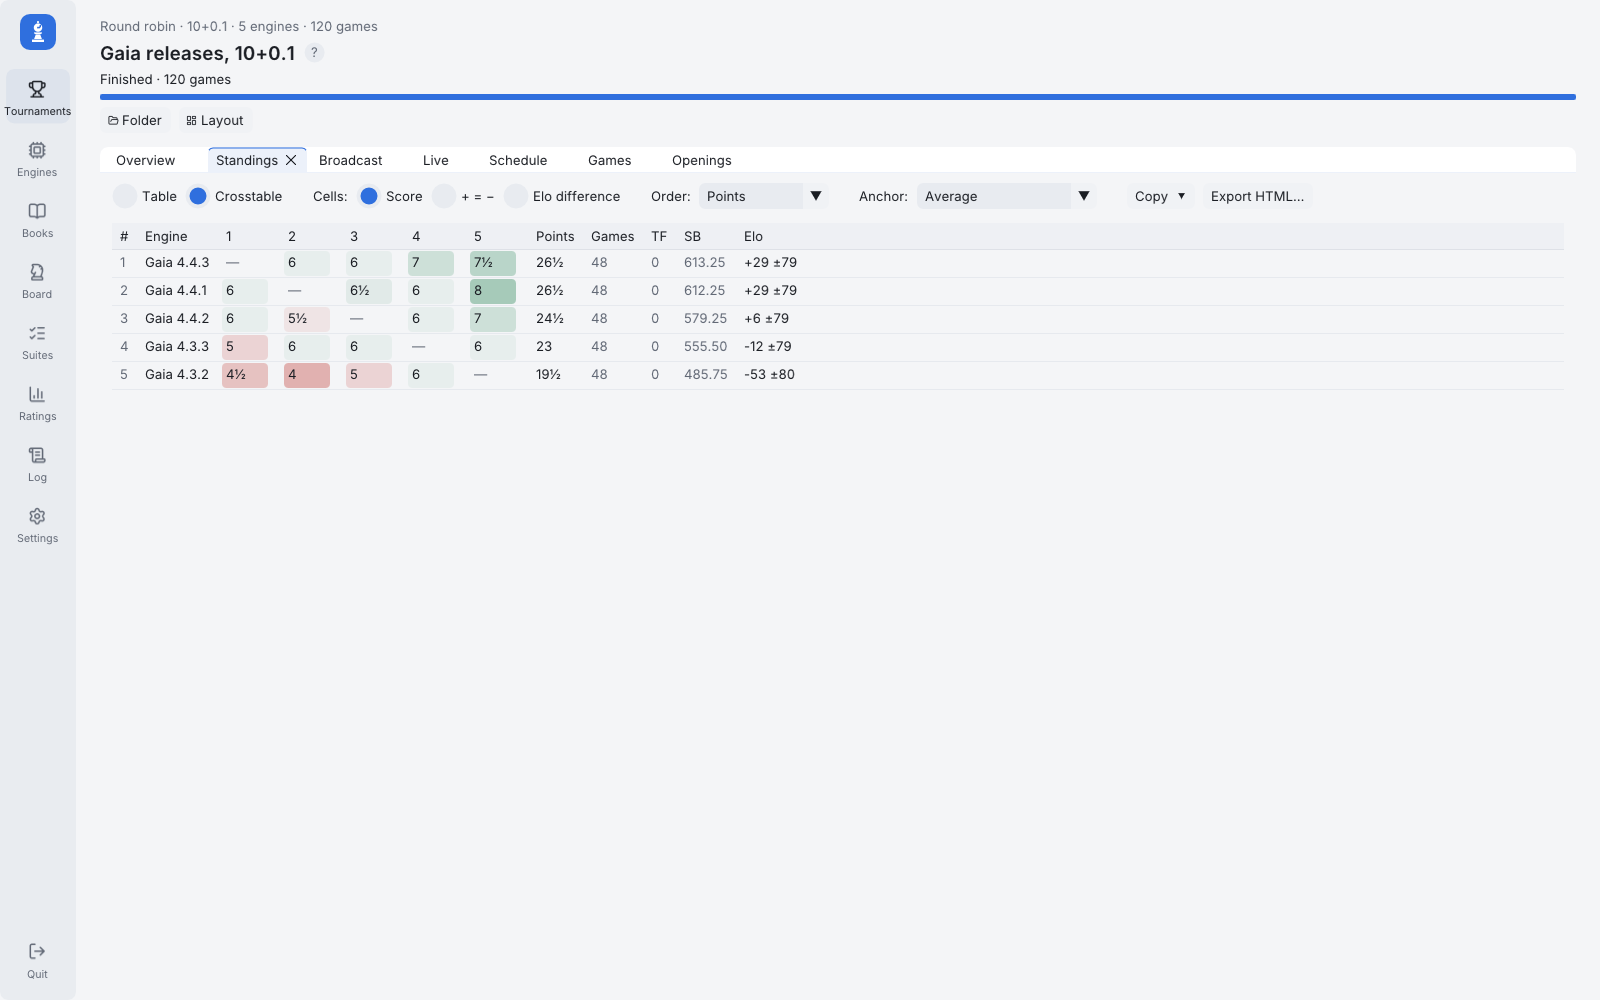 Round robin · 10+0.1 · 5 engines · 120 games
Gaia releases, 10+0.1 ?
Finished · 120 games
Folder Layout
Overview Standings Broadcast Live Schedule Games Openings
Table Crosstable Cells: Score + = − Elo difference Order: Points Anchor: Average Copy Export HTML...
# Engine 1 2 3 4 5 Points Games TF SB Elo
1 Gaia 4.4.3 — 6 6 7 7½ 26½ 48 0 613.25 +29 ±79
2 Gaia 4.4.1 6 — 6½ 6 8 26½ 48 0 612.25 +29 ±79
3 Gaia 4.4.2 6 5½ — 6 7 24½ 48 0 579.25 +6 ±79
4 Gaia 4.3.3 5 6 6 — 6 23 48 0 555.50 -12 ±79
5 Gaia 4.3.2 4½ 4 5 6 — 19½ 48 0 485.75 -53 ±80
Tournaments
Engines
Books
Board
Suites
Ratings
Log
Settings
Quit